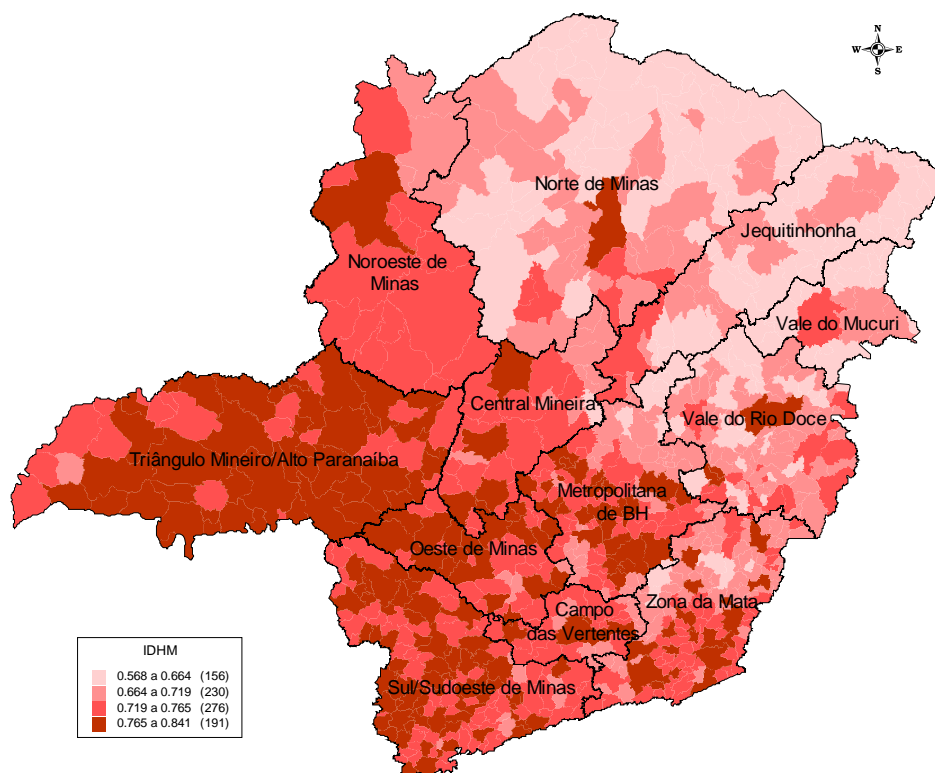 N
W E
S
Norte de Minas
Jequitinhonha
Noroeste de
Minas
Vale do Mucuri
Central Mineira
Vale do Rio Doce
Triângulo Mineiro/Alto Paranaíba
Metropolitana
de BH
Oeste de Minas
Zona da Mata
Campo
das Vertentes
Sul/Sudoeste de Minas
IDHM
0.568 a 0.664 (156)
0.664 a 0.719 (230)
0.719 a 0.765 (276)
0.765 a 0.841 (191)